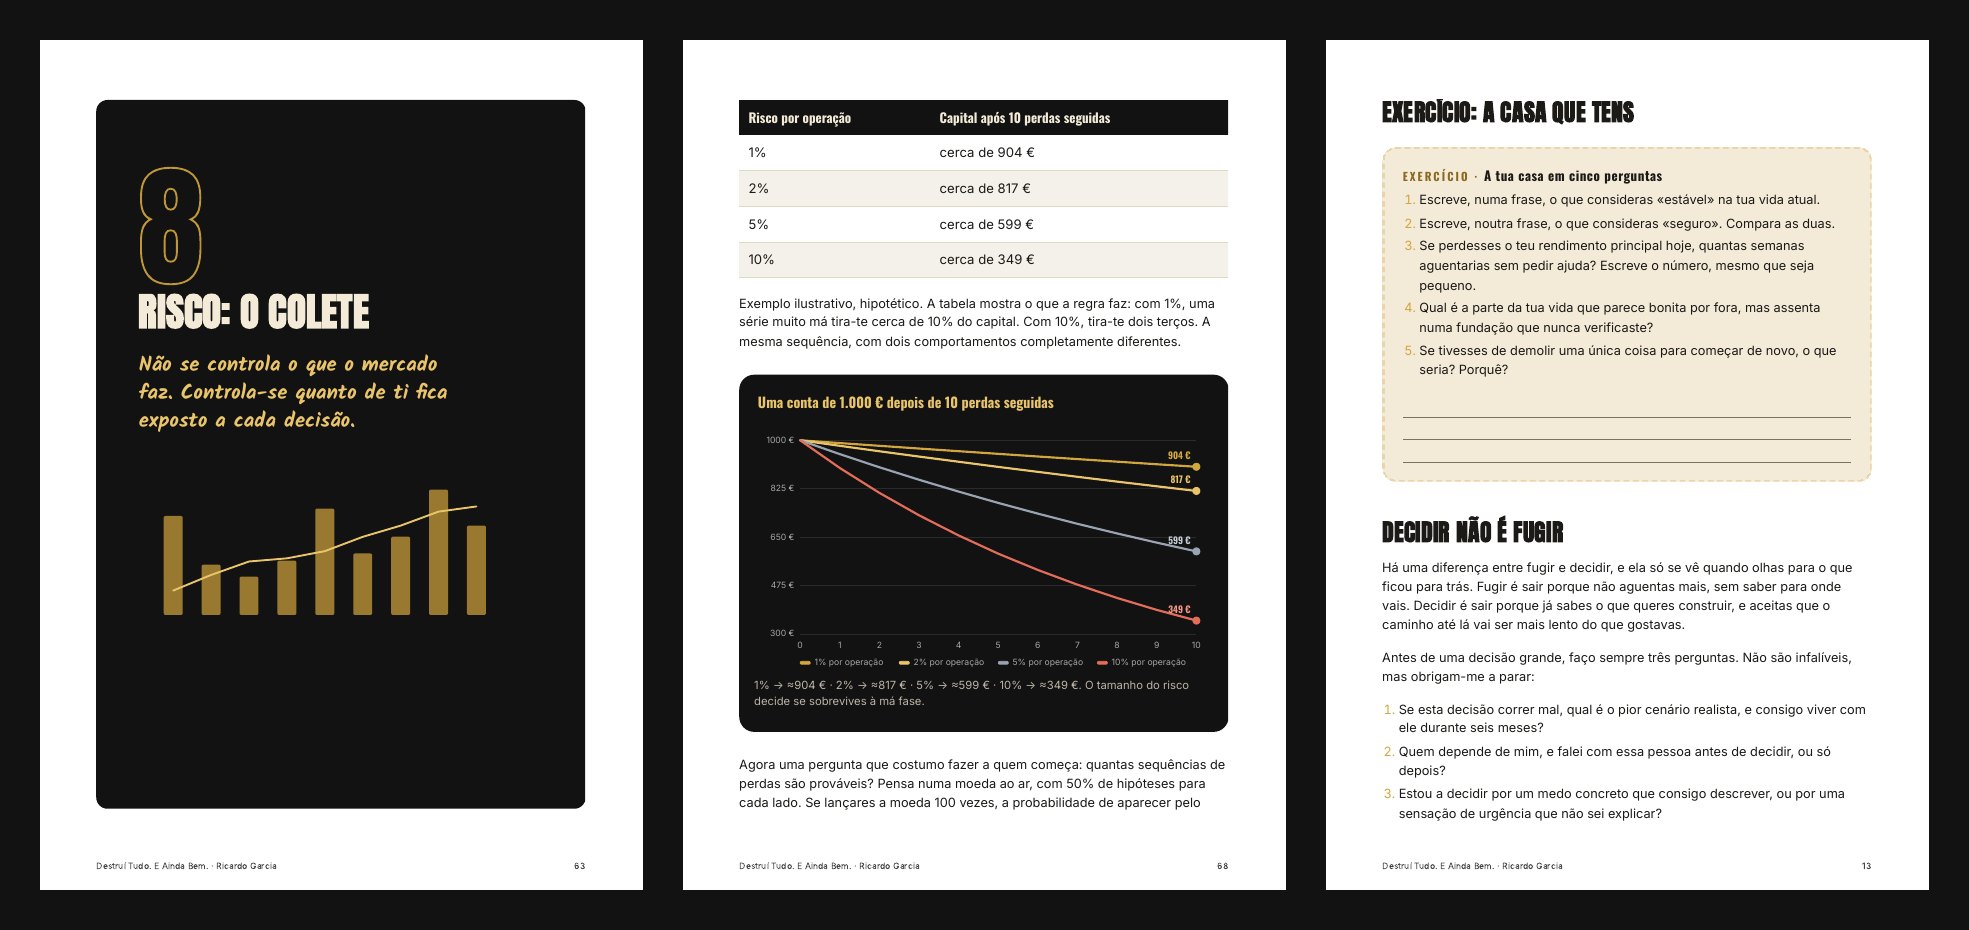 8
RISCO: O COLETE
Não se controla o que o mercado
faz. Controla-se quanto de ti fica
exposto a cada decisão.
Destruí Tudo. E Ainda Bem. · Ricardo Garcia
63
Risco por operação Capital após 10 perdas seguidas
1% cerca de 904 €
2% cerca de 817 €
5% cerca de 599 €
10% cerca de 349 €
Exemplo ilustrativo, hipotético. A tabela mostra o que a regra faz: com 1%, uma
série muito má tira-te cerca de 10% do capital. Com 10%, tira-te dois terços. A
mesma sequência, com dois comportamentos completamente diferentes.
Uma conta de 1.000 € depois de 10 perdas seguidas
1000 €
904 €
817 €
825 €
650 €
599 €
475 €
349 €
300 €
0 1 2 3 4 5 6 7 8 9 10
1% por operação 2% por operação 5% por operação 10% por operação
1% → ≈904 € · 2% → ≈817 € · 5% → ≈599 € · 10% → ≈349 €. O tamanho do risco
decide se sobrevives à má fase.
Agora uma pergunta que costumo fazer a quem começa: quantas sequências de
perdas são prováveis? Pensa numa moeda ao ar, com 50% de hipóteses para
cada lado. Se lançares a moeda 100 vezes, a probabilidade de aparecer pelo
Destruí Tudo. E Ainda Bem. · Ricardo Garcia
68
EXERCÍCIO: A CASA QUE TENS
EXERCÍCIO · A tua casa em cinco perguntas
1. Escreve, numa frase, o que consideras «estável» na tua vida atual.
2. Escreve, noutra frase, o que consideras «seguro». Compara as duas.
3. Se perdesses o teu rendimento principal hoje, quantas semanas
aguentarias sem pedir ajuda? Escreve o número, mesmo que seja
pequeno.
4. Qual é a parte da tua vida que parece bonita por fora, mas assenta
numa fundação que nunca verificaste?
5. Se tivesses de demolir uma única coisa para começar de novo, o que
seria? Porquê?
DECIDIR NÃO É FUGIR
Há uma diferença entre fugir e decidir, e ela só se vê quando olhas para o que
ficou para trás. Fugir é sair porque não aguentas mais, sem saber para onde
vais. Decidir é sair porque já sabes o que queres construir, e aceitas que o
caminho até lá vai ser mais lento do que gostavas.
Antes de uma decisão grande, faço sempre três perguntas. Não são infalíveis,
mas obrigam-me a parar:
1. Se esta decisão correr mal, qual é o pior cenário realista, e consigo viver com
ele durante seis meses?
2. Quem depende de mim, e falei com essa pessoa antes de decidir, ou só
depois?
3. Estou a decidir por um medo concreto que consigo descrever, ou por uma
sensação de urgência que não sei explicar?
Destruí Tudo. E Ainda Bem. · Ricardo Garcia
13